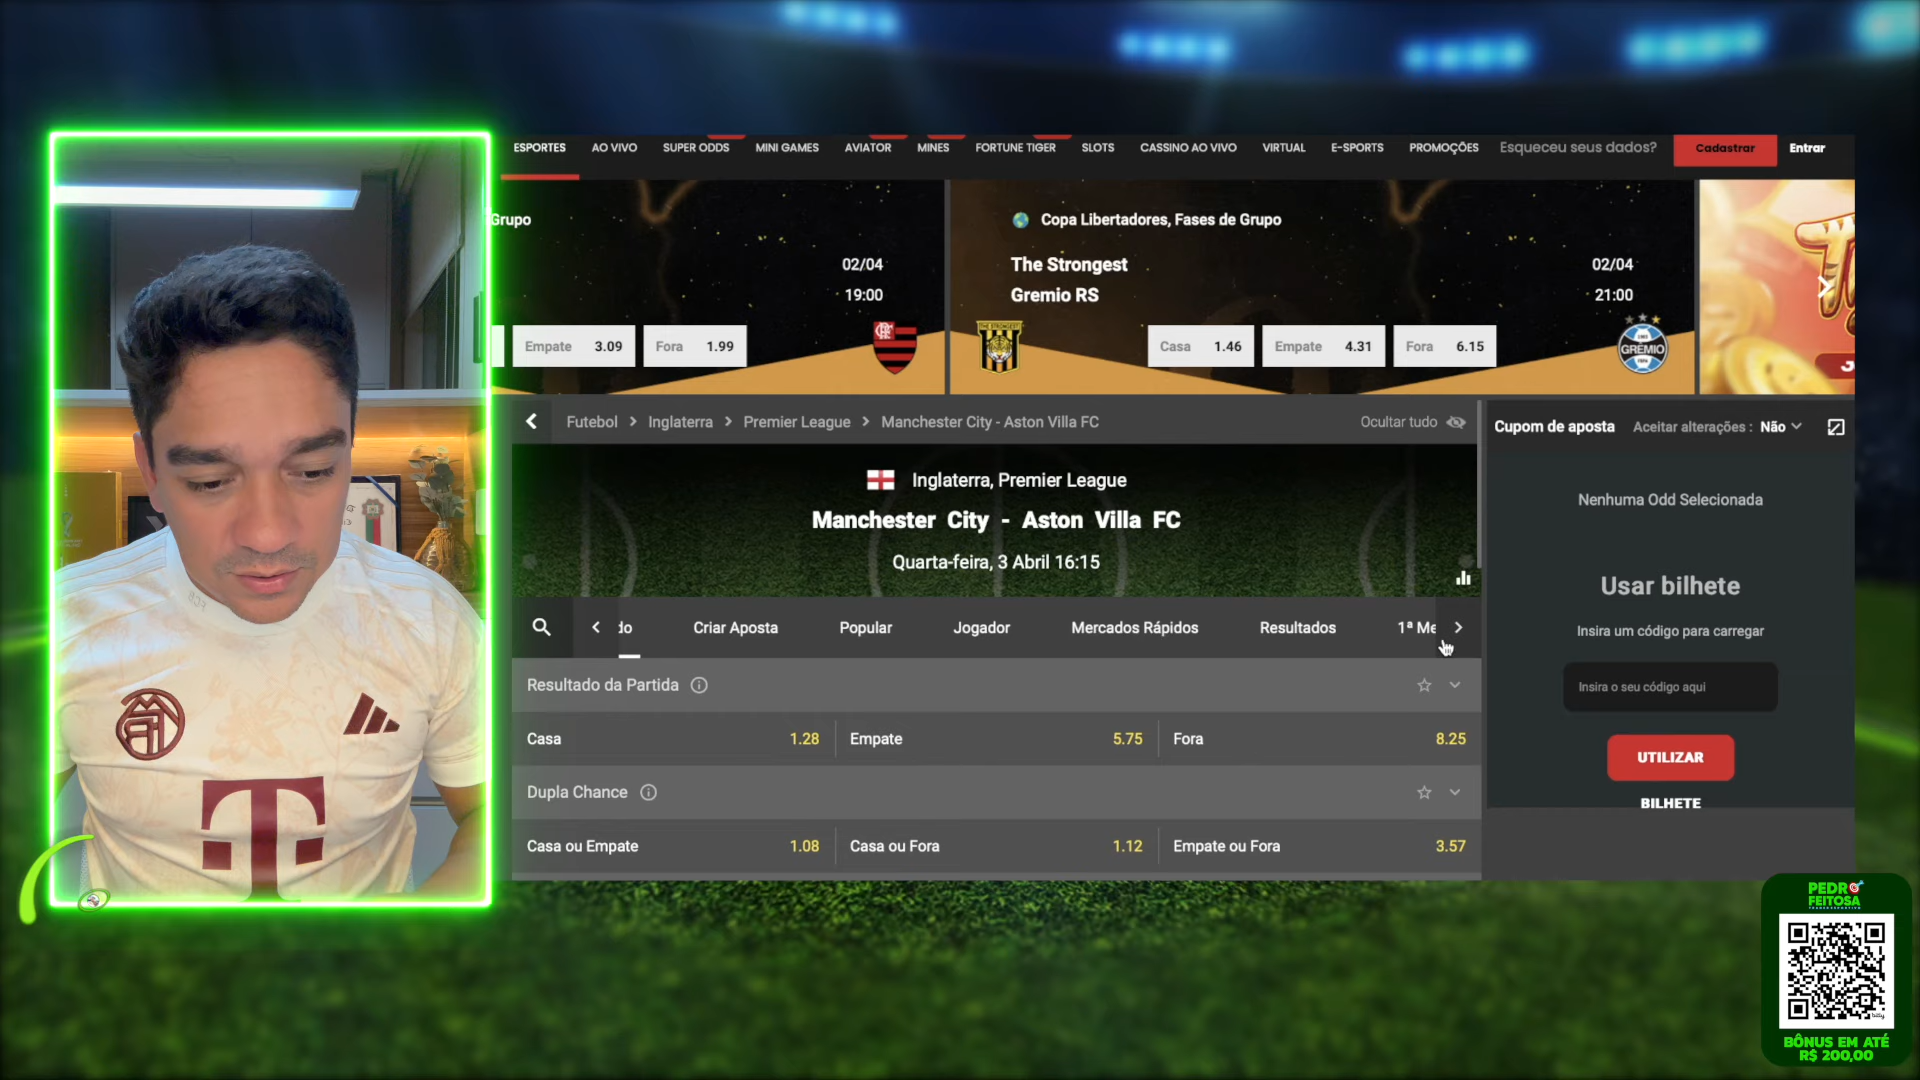 ESPORTES AO VIVO SUPER ODDS MINI GAMES AVIATOR MINES FORTUNE TIGER SLOTS CASSINO AO VIVO VIRTUAL E-SPORTS PROMOÇÕES Esqueceu seus dados? Cadastrar Entrar
Grupo
02/04
19:00
Empate 3.09 Fora 1.99
Copa Libertadores, Fases de Grupo
The Strongest 02/04
Gremio RS 21:00
THE STRONGEST
Casa 1.46 Empate 4.31 Fora 6.15
GRÊMIO
Futebol > Inglaterra > Premier League > Manchester City - Aston Villa FC Ocultar tudo
Inglaterra, Premier League
Manchester City - Aston Villa FC
Quarta-feira, 3 Abril 16:15
do Criar Aposta Popular Jogador Mercados Rápidos Resultados 1ª Me
Resultado da Partida
Casa 1.28 Empate 5.75 Fora 8.25
Dupla Chance
Casa ou Empate 1.08 Casa ou Fora 1.12 Empate ou Fora 3.57
Cupom de aposta Aceitar alterações : Não
Nenhuma Odd Selecionada
Usar bilhete
Insira um código para carregar
Insira o seu código aqui
UTILIZAR
BILHETE
T
PEDRO
FEITOSA
BÔNUS EM ATÉ
R$ 200,00